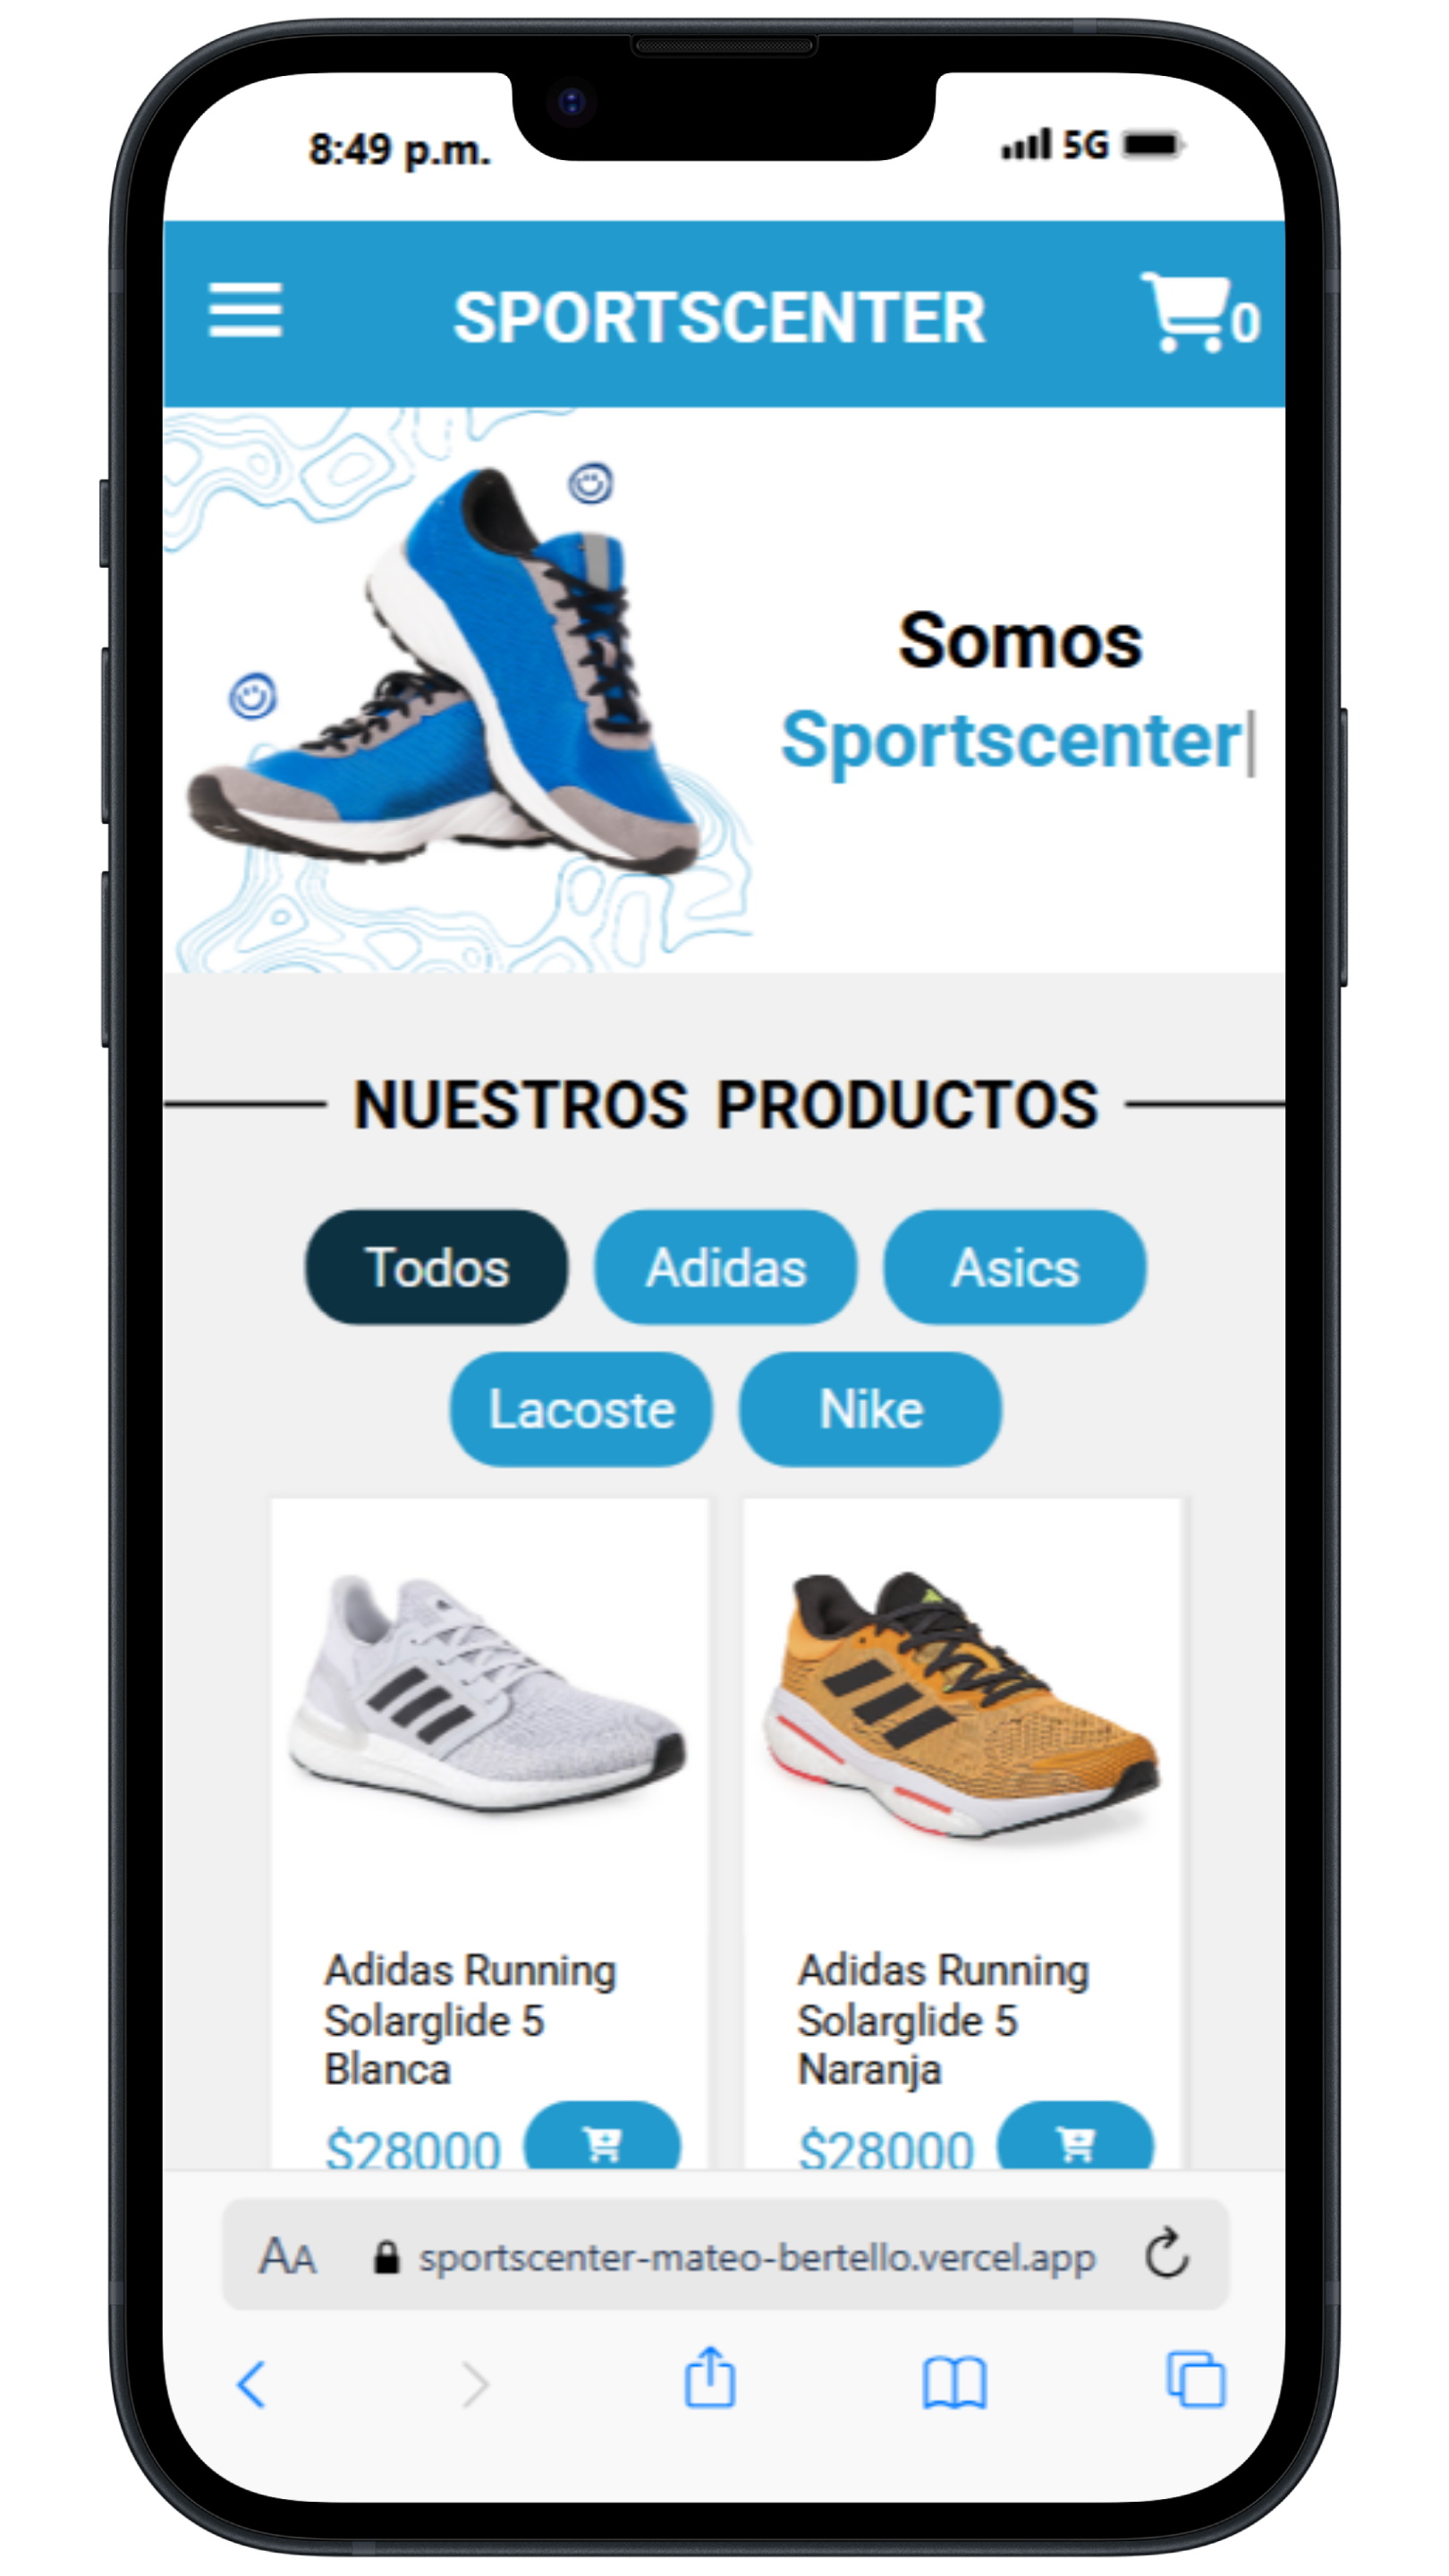 8:49 p.m. 5G
SPORTSCENTER 0
Somos
Sportscenter|
NUESTROS PRODUCTOS
Todos Adidas Asics
Lacoste Nike
Adidas Running
Solarglide 5
Blanca
$28000
Adidas Running
Solarglide 5
Naranja
$28000
AA sportscenter-mateo-bertello.vercel.app